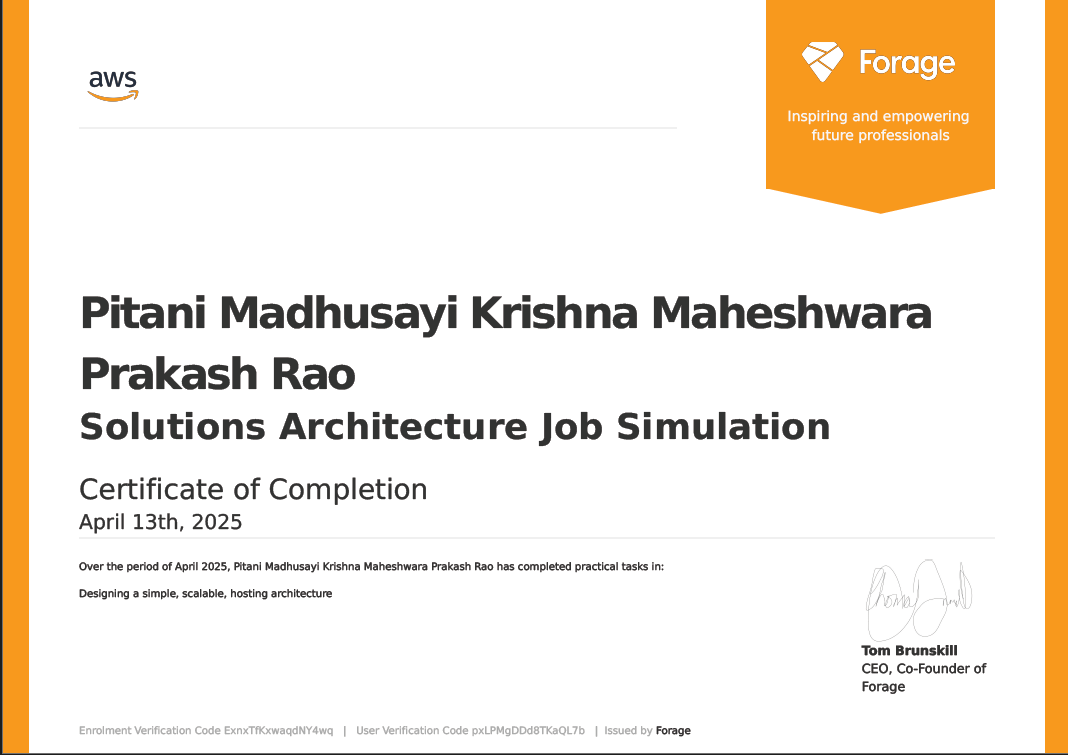 aws
Forage
Inspiring and empowering
future professionals
Pitani Madhusayi Krishna Maheshwara
Prakash Rao
Solutions Architecture Job Simulation
Certificate of Completion
April 13th, 2025
Over the period of April 2025, Pitani Madhusayi Krishna Maheshwara Prakash Rao has completed practical tasks in:
Designing a simple, scalable, hosting architecture
Tom Brunskill
CEO, Co-Founder of
Forage
Enrolment Verification Code ExnxTfKxwaqdNY4wq | User Verification Code pxLPMgDDd8TKaQL7b | Issued by Forage